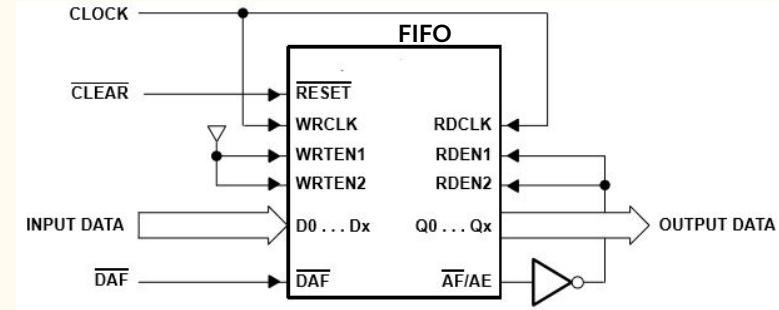 CLOCK
FIFO
CLEAR
RESET
WRCLK
RDCLK
WRTEN1
RDEN1
WRTEN2
RDEN2
INPUT DATA
D0 . . . Dx
Q0 . . . Qx
OUTPUT DATA
DAF
DAF
AF/AE